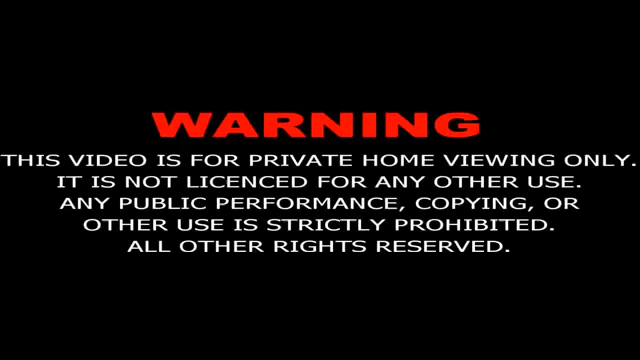 WARNING
THIS VIDEO IS FOR PRIVATE HOME VIEWING ONLY.
IT IS NOT LICENCED FOR ANY OTHER USE.
ANY PUBLIC PERFORMANCE, COPYING, OR
OTHER USE IS STRICTLY PROHIBITED.
ALL OTHER RIGHTS RESERVED.